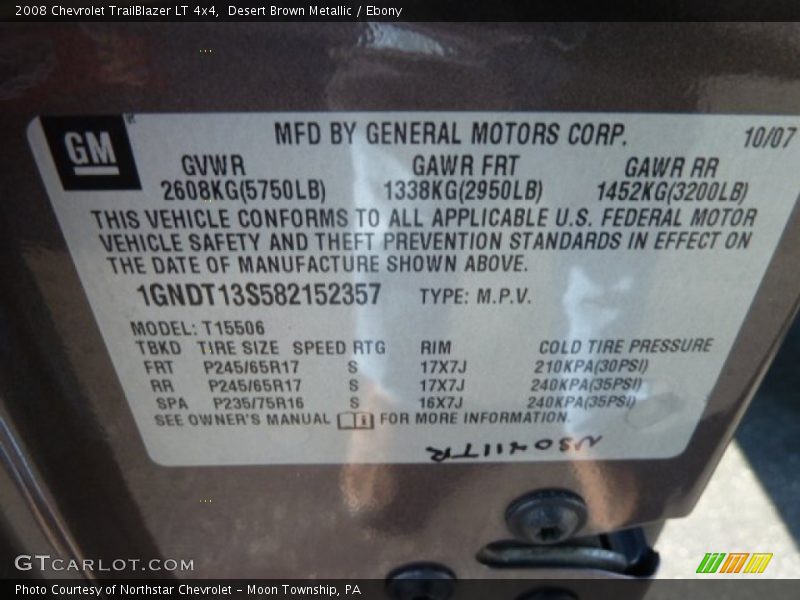 2008 Chevrolet TrailBlazer LT 4x4,  Desert Brown Metallic / Ebony
GM
MFD BY GENERAL MOTORS CORP. 10/07
GVWR GAWR FRT GAWR RR
2608KG(5750LB) 1338KG(2950LB) 1452KG(3200LB)
THIS VEHICLE CONFORMS TO ALL APPLICABLE U.S. FEDERAL MOTOR
VEHICLE SAFETY AND THEFT PREVENTION STANDARDS IN EFFECT ON
THE DATE OF MANUFACTURE SHOWN ABOVE.
1GNDT13S582152357 TYPE: M.P.V.
MODEL: T15506
TBKD TIRE SIZE SPEED RTG RIM COLD TIRE PRESSURE
FRT P245/65R17 S 17X7J 210KPA(30PSI)
RR P245/65R17 S 17X7J 240KPA(35PSI)
SPA P235/75R16 S 16X7J 240KPA(35PSI)
SEE OWNER'S MANUAL FOR MORE INFORMATION.
GTCARLOT.COM
Photo Courtesy of Northstar Chevrolet - Moon Township, PA